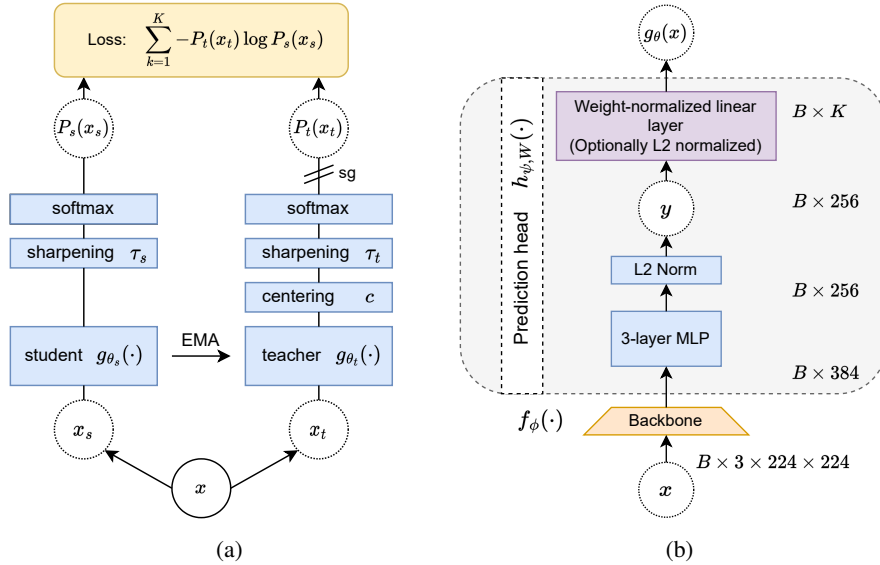 Loss: $\sum_{k=1}^{K} -P_t(x_t) \log P_s(x_s)$
$P_s(x_s)$
$P_t(x_t)$
sg
softmax
softmax
sharpening $\tau_s$
sharpening $\tau_t$
centering $c$
student $g_{\theta_s}(\cdot)$
EMA
teacher $g_{\theta_t}(\cdot)$
$x_s$
$x_t$
$x$
(a)
$g_\theta(x)$
Prediction head $h_{\psi,W}(\cdot)$
Weight-normalized linear
layer
(Optionally L2 normalized)
$B \times K$
$y$
$B \times 256$
L2 Norm
$B \times 256$
3-layer MLP
$B \times 384$
$f_\phi(\cdot)$
Backbone
$B \times 3 \times 224 \times 224$
$x$
(b)